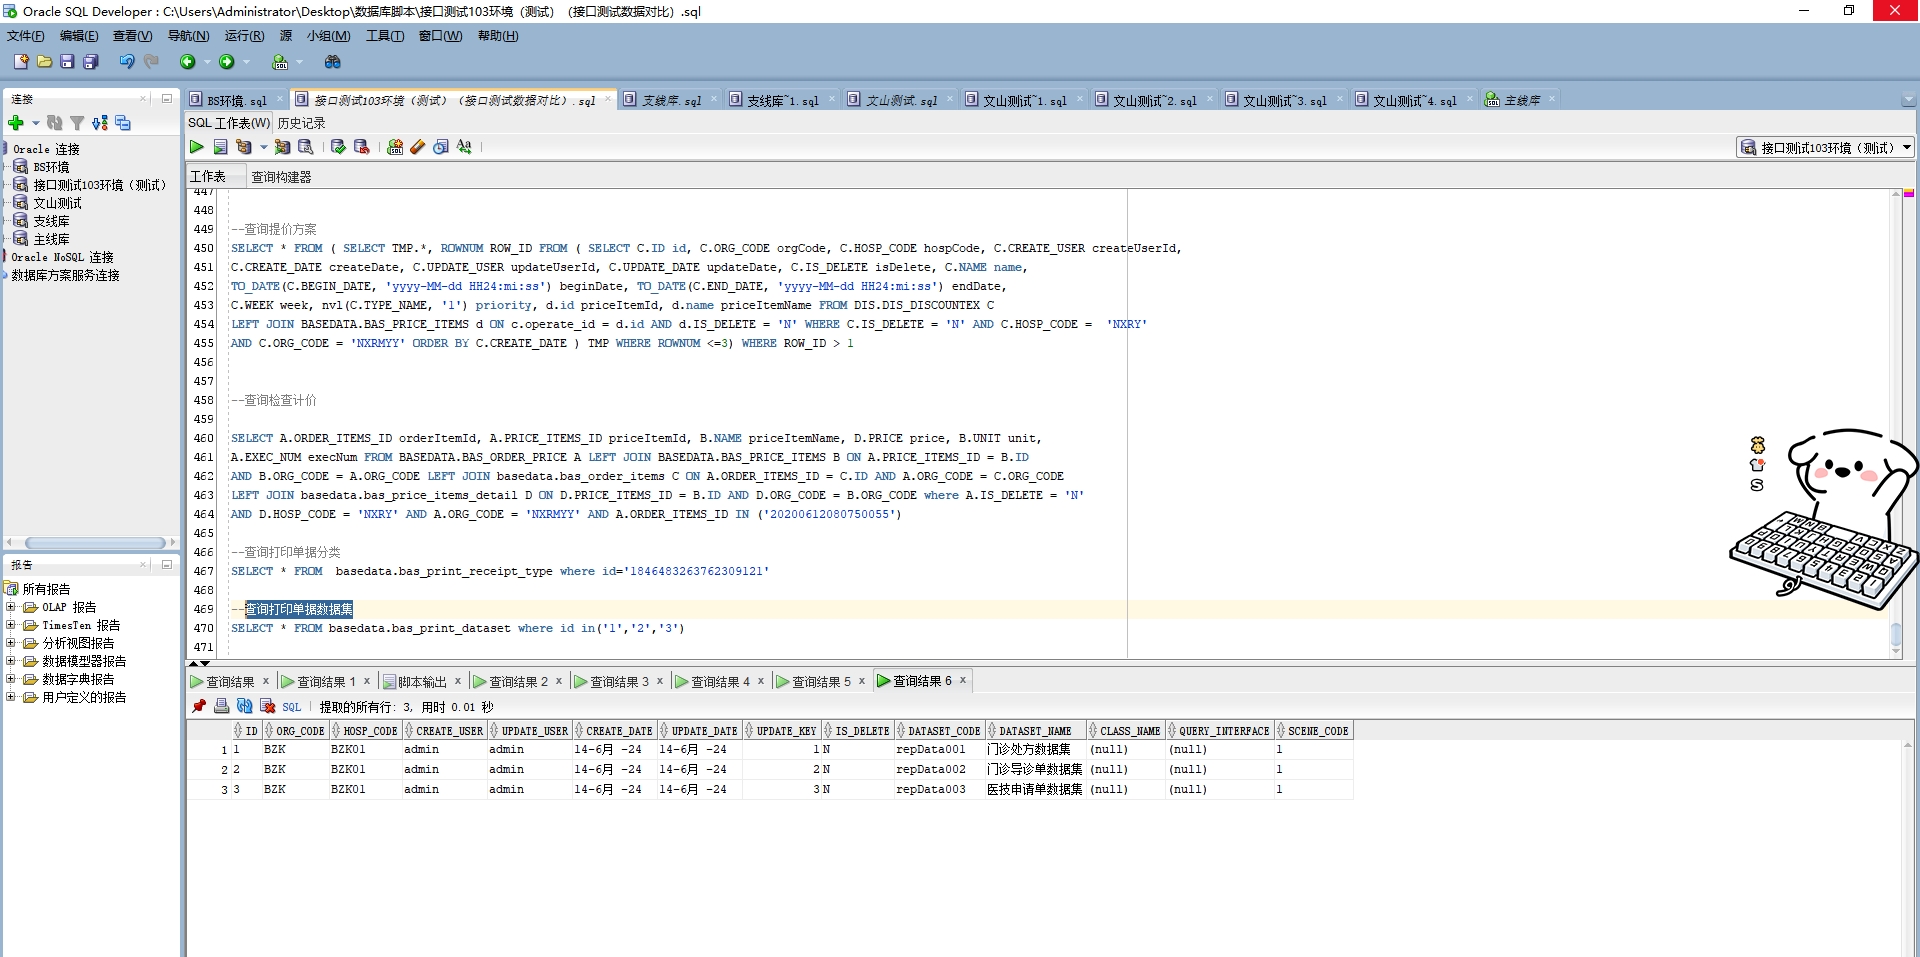 Oracle SQL Developer : C:\Users\Administrator\Desktop\数据库脚本\接口测试103环境（测试）（接口测试数据对比）.sql
文件(F) 编辑(E) 查看(V) 导航(N) 运行(R) 源 小组(M) 工具(T) 窗口(W) 帮助(H)
连接
Oracle 连接
BS环境
接口测试103环境（测试）
文山测试
支线库
主线库
Oracle NoSQL 连接
数据库方案服务连接
报告
所有报告
OLAP 报告
TimesTen 报告
分析视图报告
数据模型器报告
数据字典报告
用户定义的报告
BS环境.sql 接口测试103环境（测试）（接口测试数据对比）.sql 支线库.sql 支线库~1.sql 文山测试.sql 文山测试~1.sql 文山测试~2.sql 文山测试~3.sql 文山测试~4.sql 主线库
SQL 工作表(W) 历史记录
接口测试103环境（测试）
工作表 查询构建器
447
448
449 --查询提价方案
450 SELECT * FROM ( SELECT TMP.*, ROWNUM ROW_ID FROM ( SELECT C.ID id, C.ORG_CODE orgCode, C.HOSP_CODE hospCode, C.CREATE_USER createUserId,
451 C.CREATE_DATE createDate, C.UPDATE_USER updateUserId, C.UPDATE_DATE updateDate, C.IS_DELETE isDelete, C.NAME name,
452 TO_DATE(C.BEGIN_DATE, 'yyyy-MM-dd HH24:mi:ss') beginDate, TO_DATE(C.END_DATE, 'yyyy-MM-dd HH24:mi:ss') endDate,
453 C.WEEK week, nvl(C.TYPE_NAME, '1') priority, d.id priceItemId, d.name priceItemName FROM DIS.DIS_DISCOUNTEX C
454 LEFT JOIN BASEDATA.BAS_PRICE_ITEMS d ON c.operate_id = d.id AND d.IS_DELETE = 'N' WHERE C.IS_DELETE = 'N' AND C.HOSP_CODE =  'NXRY'
455 AND C.ORG_CODE = 'NXRMYY' ORDER BY C.CREATE_DATE ) TMP WHERE ROWNUM <=3) WHERE ROW_ID > 1
456
457
458 --查询检查计价
459
460 SELECT A.ORDER_ITEMS_ID orderItemId, A.PRICE_ITEMS_ID priceItemId, B.NAME priceItemName, D.PRICE price, B.UNIT unit,
461 A.EXEC_NUM execNum FROM BASEDATA.BAS_ORDER_PRICE A LEFT JOIN BASEDATA.BAS_PRICE_ITEMS B ON A.PRICE_ITEMS_ID = B.ID
462 AND B.ORG_CODE = A.ORG_CODE LEFT JOIN basedata.bas_order_items C ON A.ORDER_ITEMS_ID = C.ID AND A.ORG_CODE = C.ORG_CODE
463 LEFT JOIN basedata.bas_price_items_detail D ON D.PRICE_ITEMS_ID = B.ID AND D.ORG_CODE = B.ORG_CODE where A.IS_DELETE = 'N'
464 AND D.HOSP_CODE = 'NXRY' AND A.ORG_CODE = 'NXRMYY' AND A.ORDER_ITEMS_ID IN ('20200612080750055')
465
466 --查询打印单据分类
467 SELECT * FROM  basedata.bas_print_receipt_type where id='1846483263762309121'
468
469 --查询打印单据数据集
470 SELECT * FROM basedata.bas_print_dataset where id in('1','2','3')
471
查询结果 查询结果 1 脚本输出 查询结果 2 查询结果 3 查询结果 4 查询结果 5 查询结果 6
SQL 提取的所有行: 3, 用时 0.01 秒
ID ORG_CODE HOSP_CODE CREATE_USER UPDATE_USER CREATE_DATE UPDATE_DATE UPDATE_KEY IS_DELETE DATASET_CODE DATASET_NAME CLASS_NAME QUERY_INTERFACE SCENE_CODE
1 1 BZK BZK01 admin admin 14-6月 -24 14-6月 -24 1 N repData001 门诊处方数据集 (null) (null) 1
2 2 BZK BZK01 admin admin 14-6月 -24 14-6月 -24 2 N repData002 门诊导诊单数据集 (null) (null) 1
3 3 BZK BZK01 admin admin 14-6月 -24 14-6月 -24 3 N repData003 医技申请单数据集 (null) (null) 1